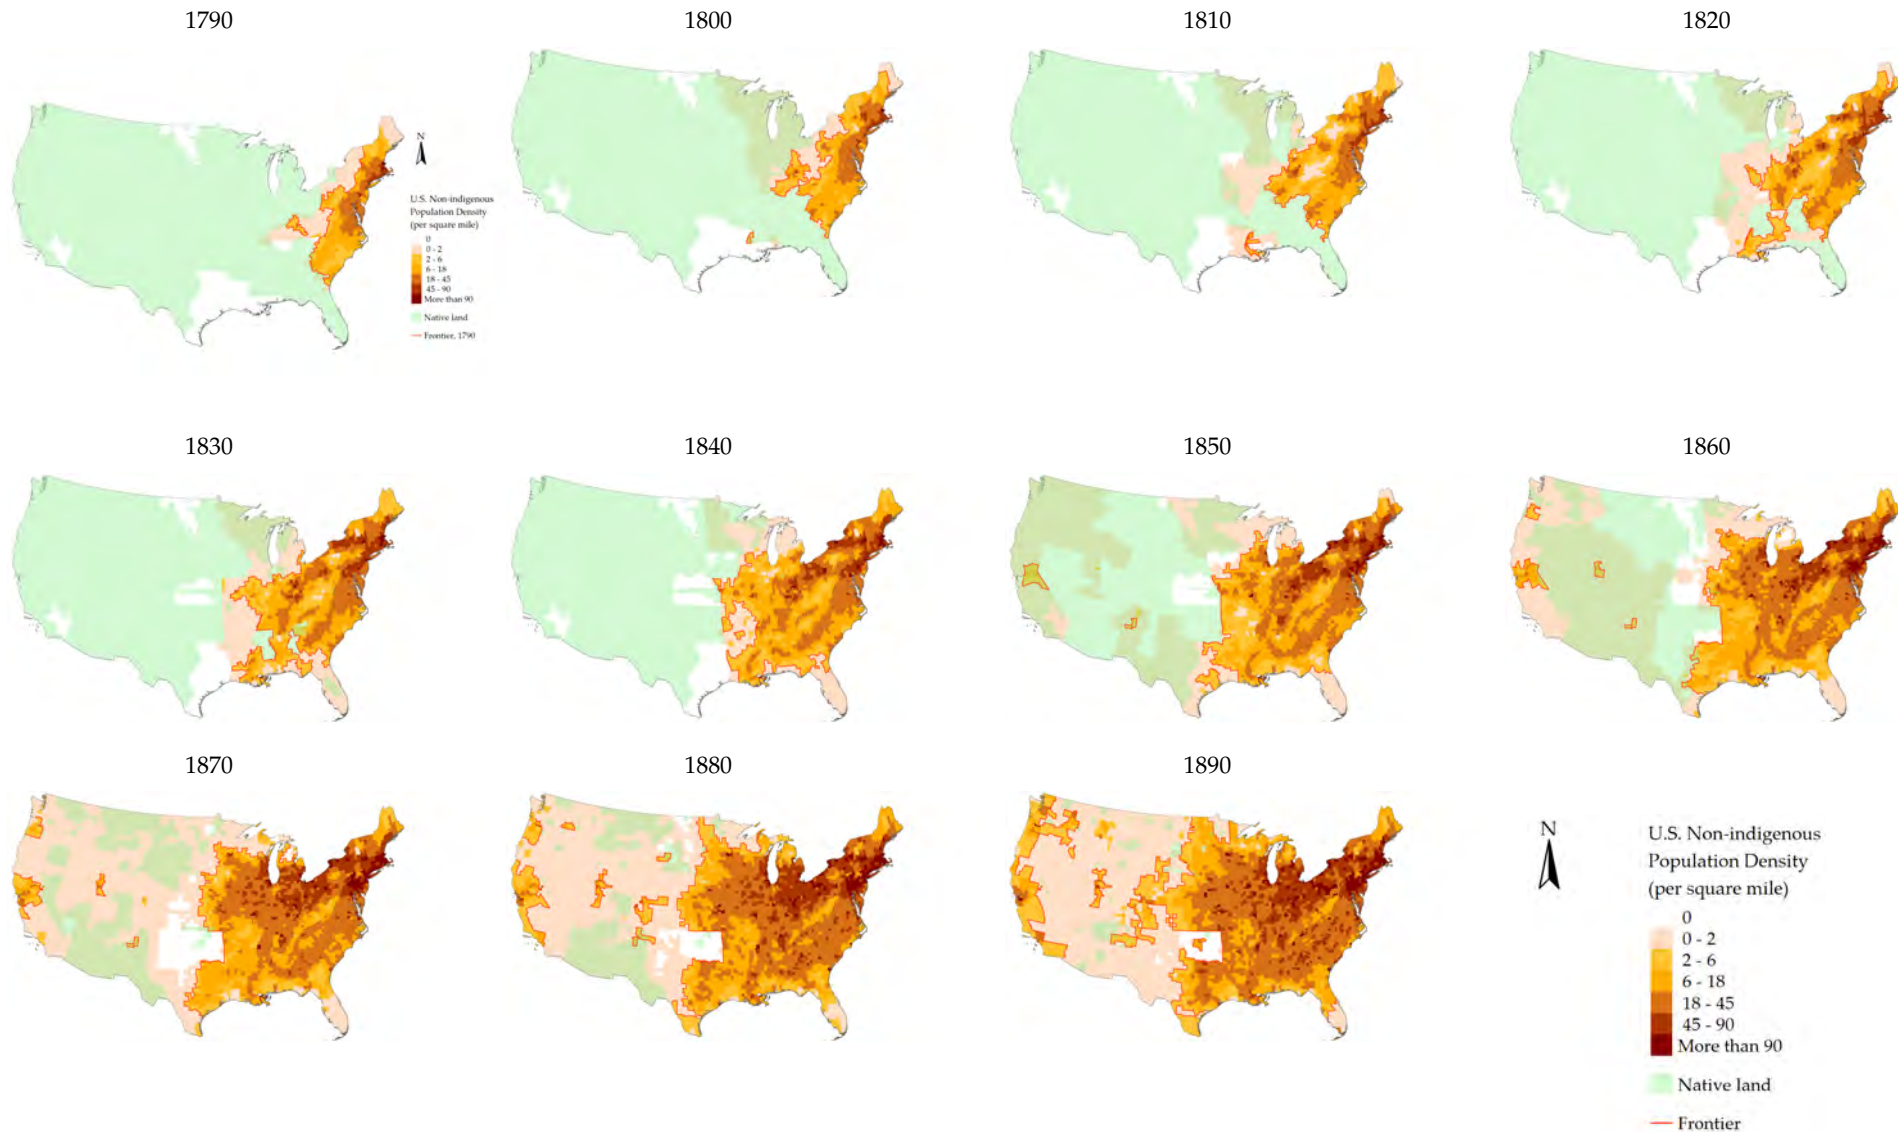 1790
1800
1810
1820
N
U.S. Non-indigenous
Population Density
(per square mile)
0
0 - 2
2 - 6
6 - 18
18 - 45
45 - 90
More than 90
Native land
Frontier, 1790
1830
1840
1850
1860
1870
1880
1890
N
U.S. Non-indigenous
Population Density
(per square mile)
0
0 - 2
2 - 6
6 - 18
18 - 45
45 - 90
More than 90
Native land
Frontier